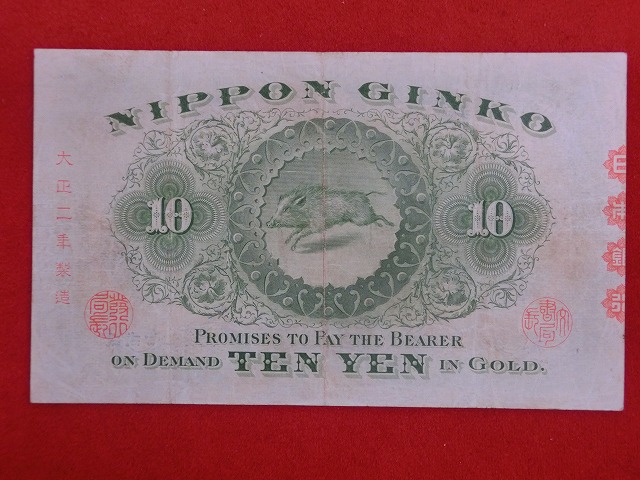 NIPPON GINKO
大正二年製造
10
10
PROMISES TO PAY THE BEARER
ON DEMAND TEN YEN IN GOLD.